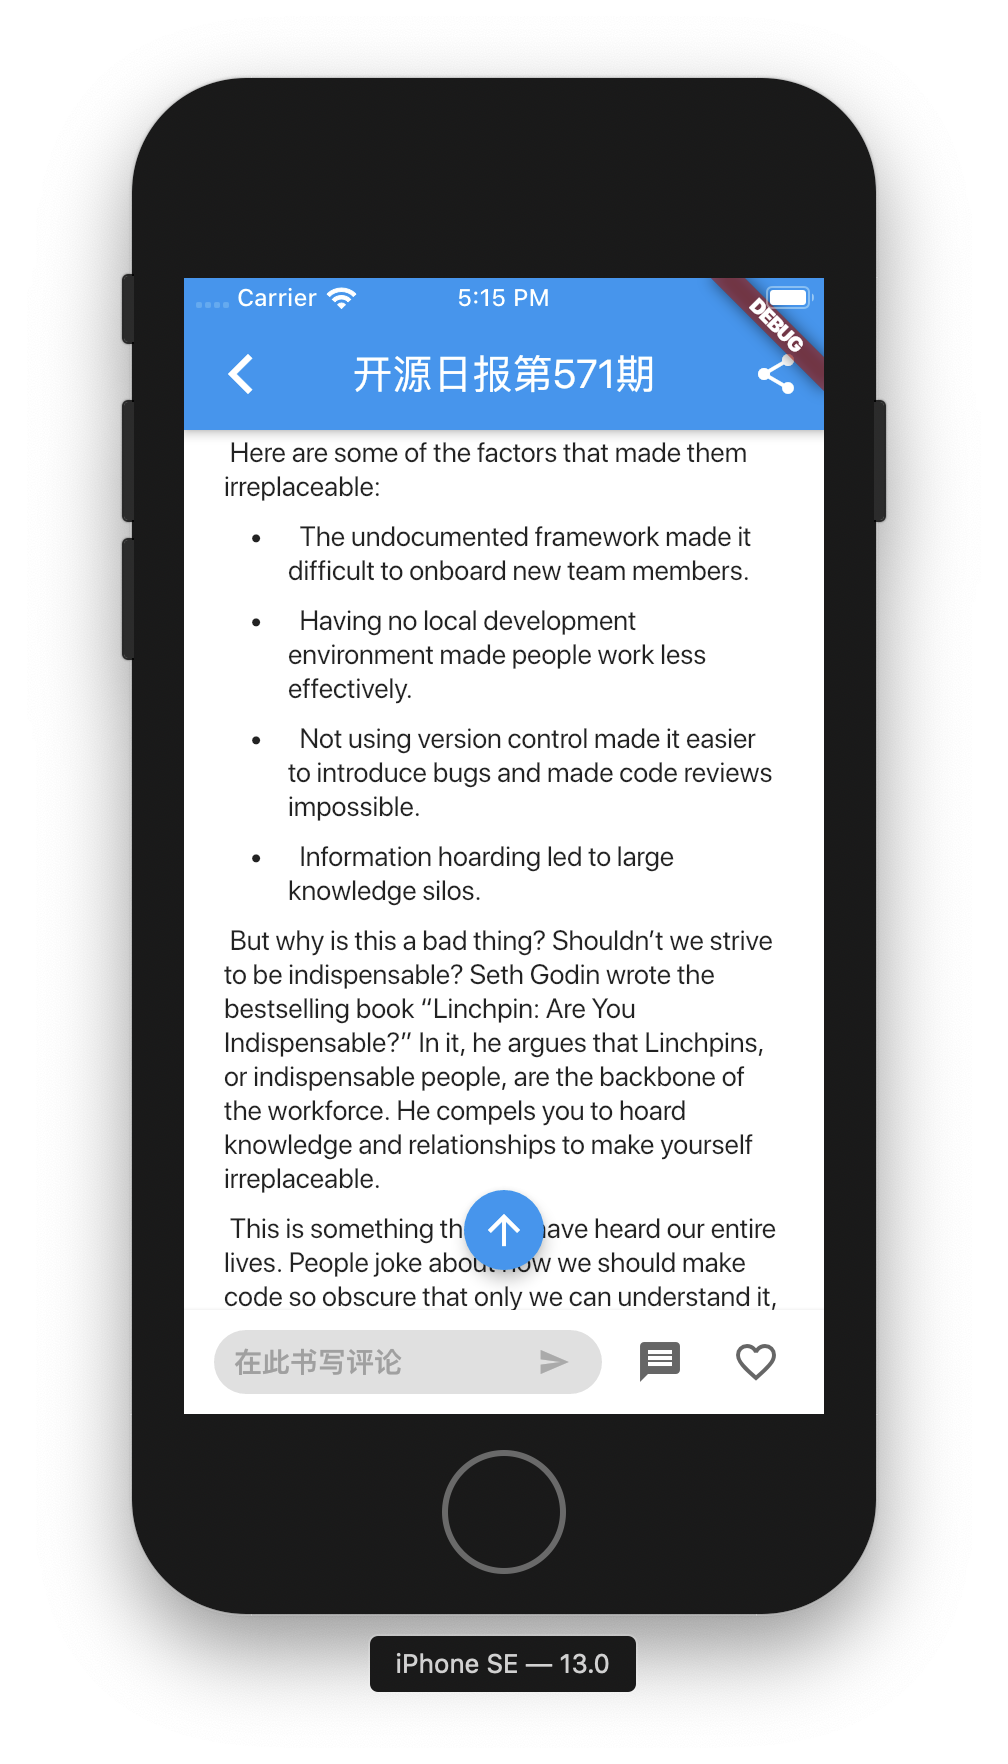 Carrier 5:15 PM
DEBUG
开源日报第571期
Here are some of the factors that made them
irreplaceable:
• The undocumented framework made it
difficult to onboard new team members.
• Having no local development
environment made people work less
effectively.
• Not using version control made it easier
to introduce bugs and made code reviews
impossible.
• Information hoarding led to large
knowledge silos.
But why is this a bad thing? Shouldn’t we strive
to be indispensable? Seth Godin wrote the
bestselling book “Linchpin: Are You
Indispensable?” In it, he argues that Linchpins,
or indispensable people, are the backbone of
the workforce. He compels you to hoard
knowledge and relationships to make yourself
irreplaceable.
This is something have heard our entire
lives. People joke about how we should make
code so obscure that only we can understand it,
在此书写评论
iPhone SE — 13.0